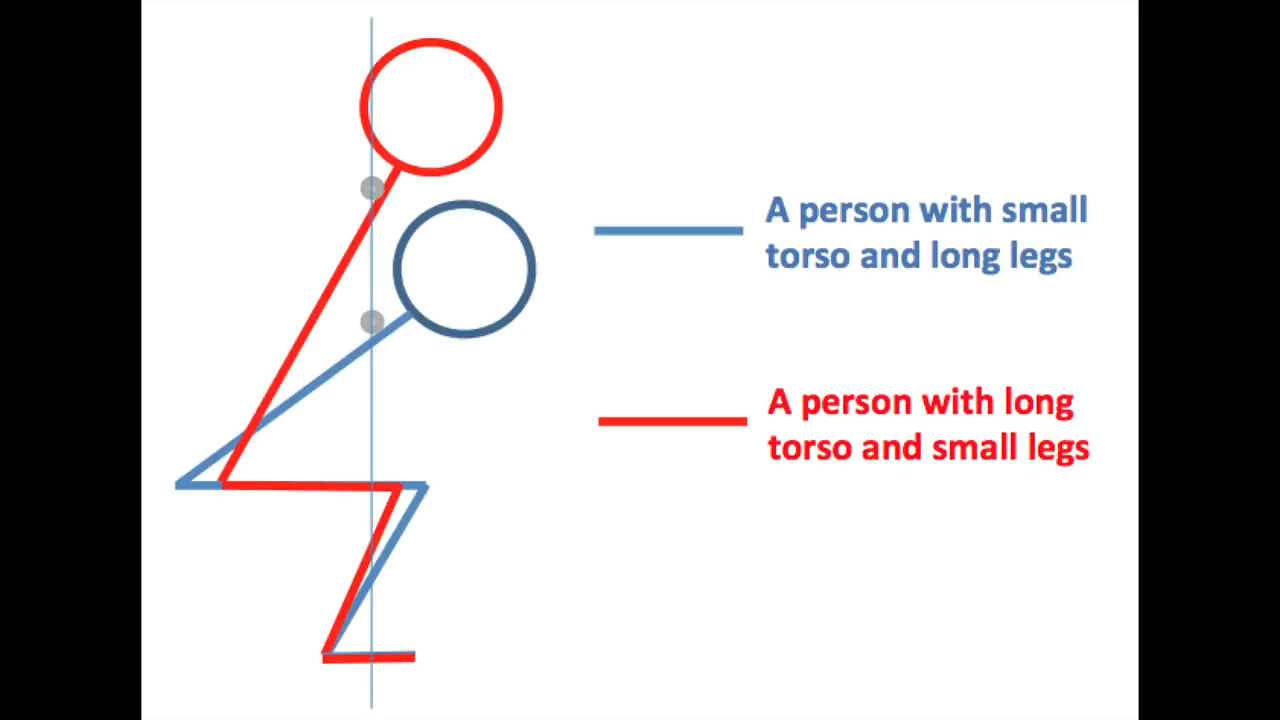 A person with small
torso and long legs
A person with long
torso and small legs